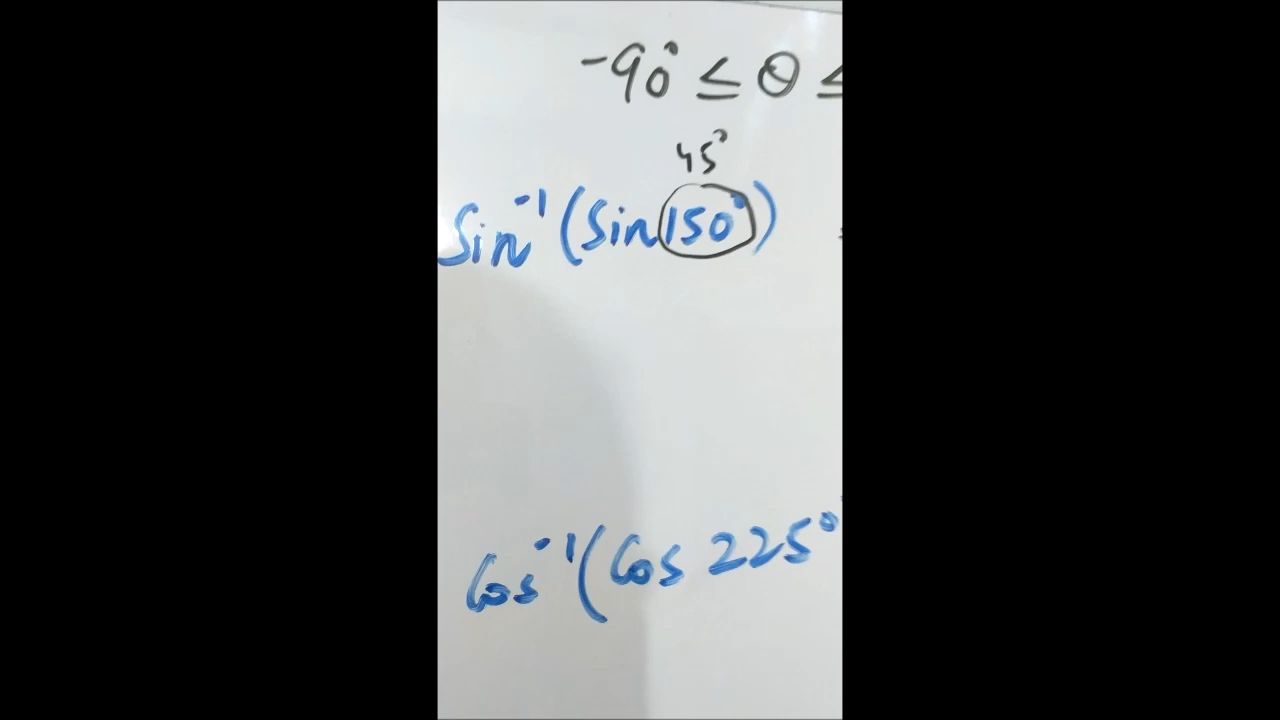 -90° ≤ θ ≤
45°
Sin⁻¹(Sin150°)
Cos⁻¹(Cos 225°